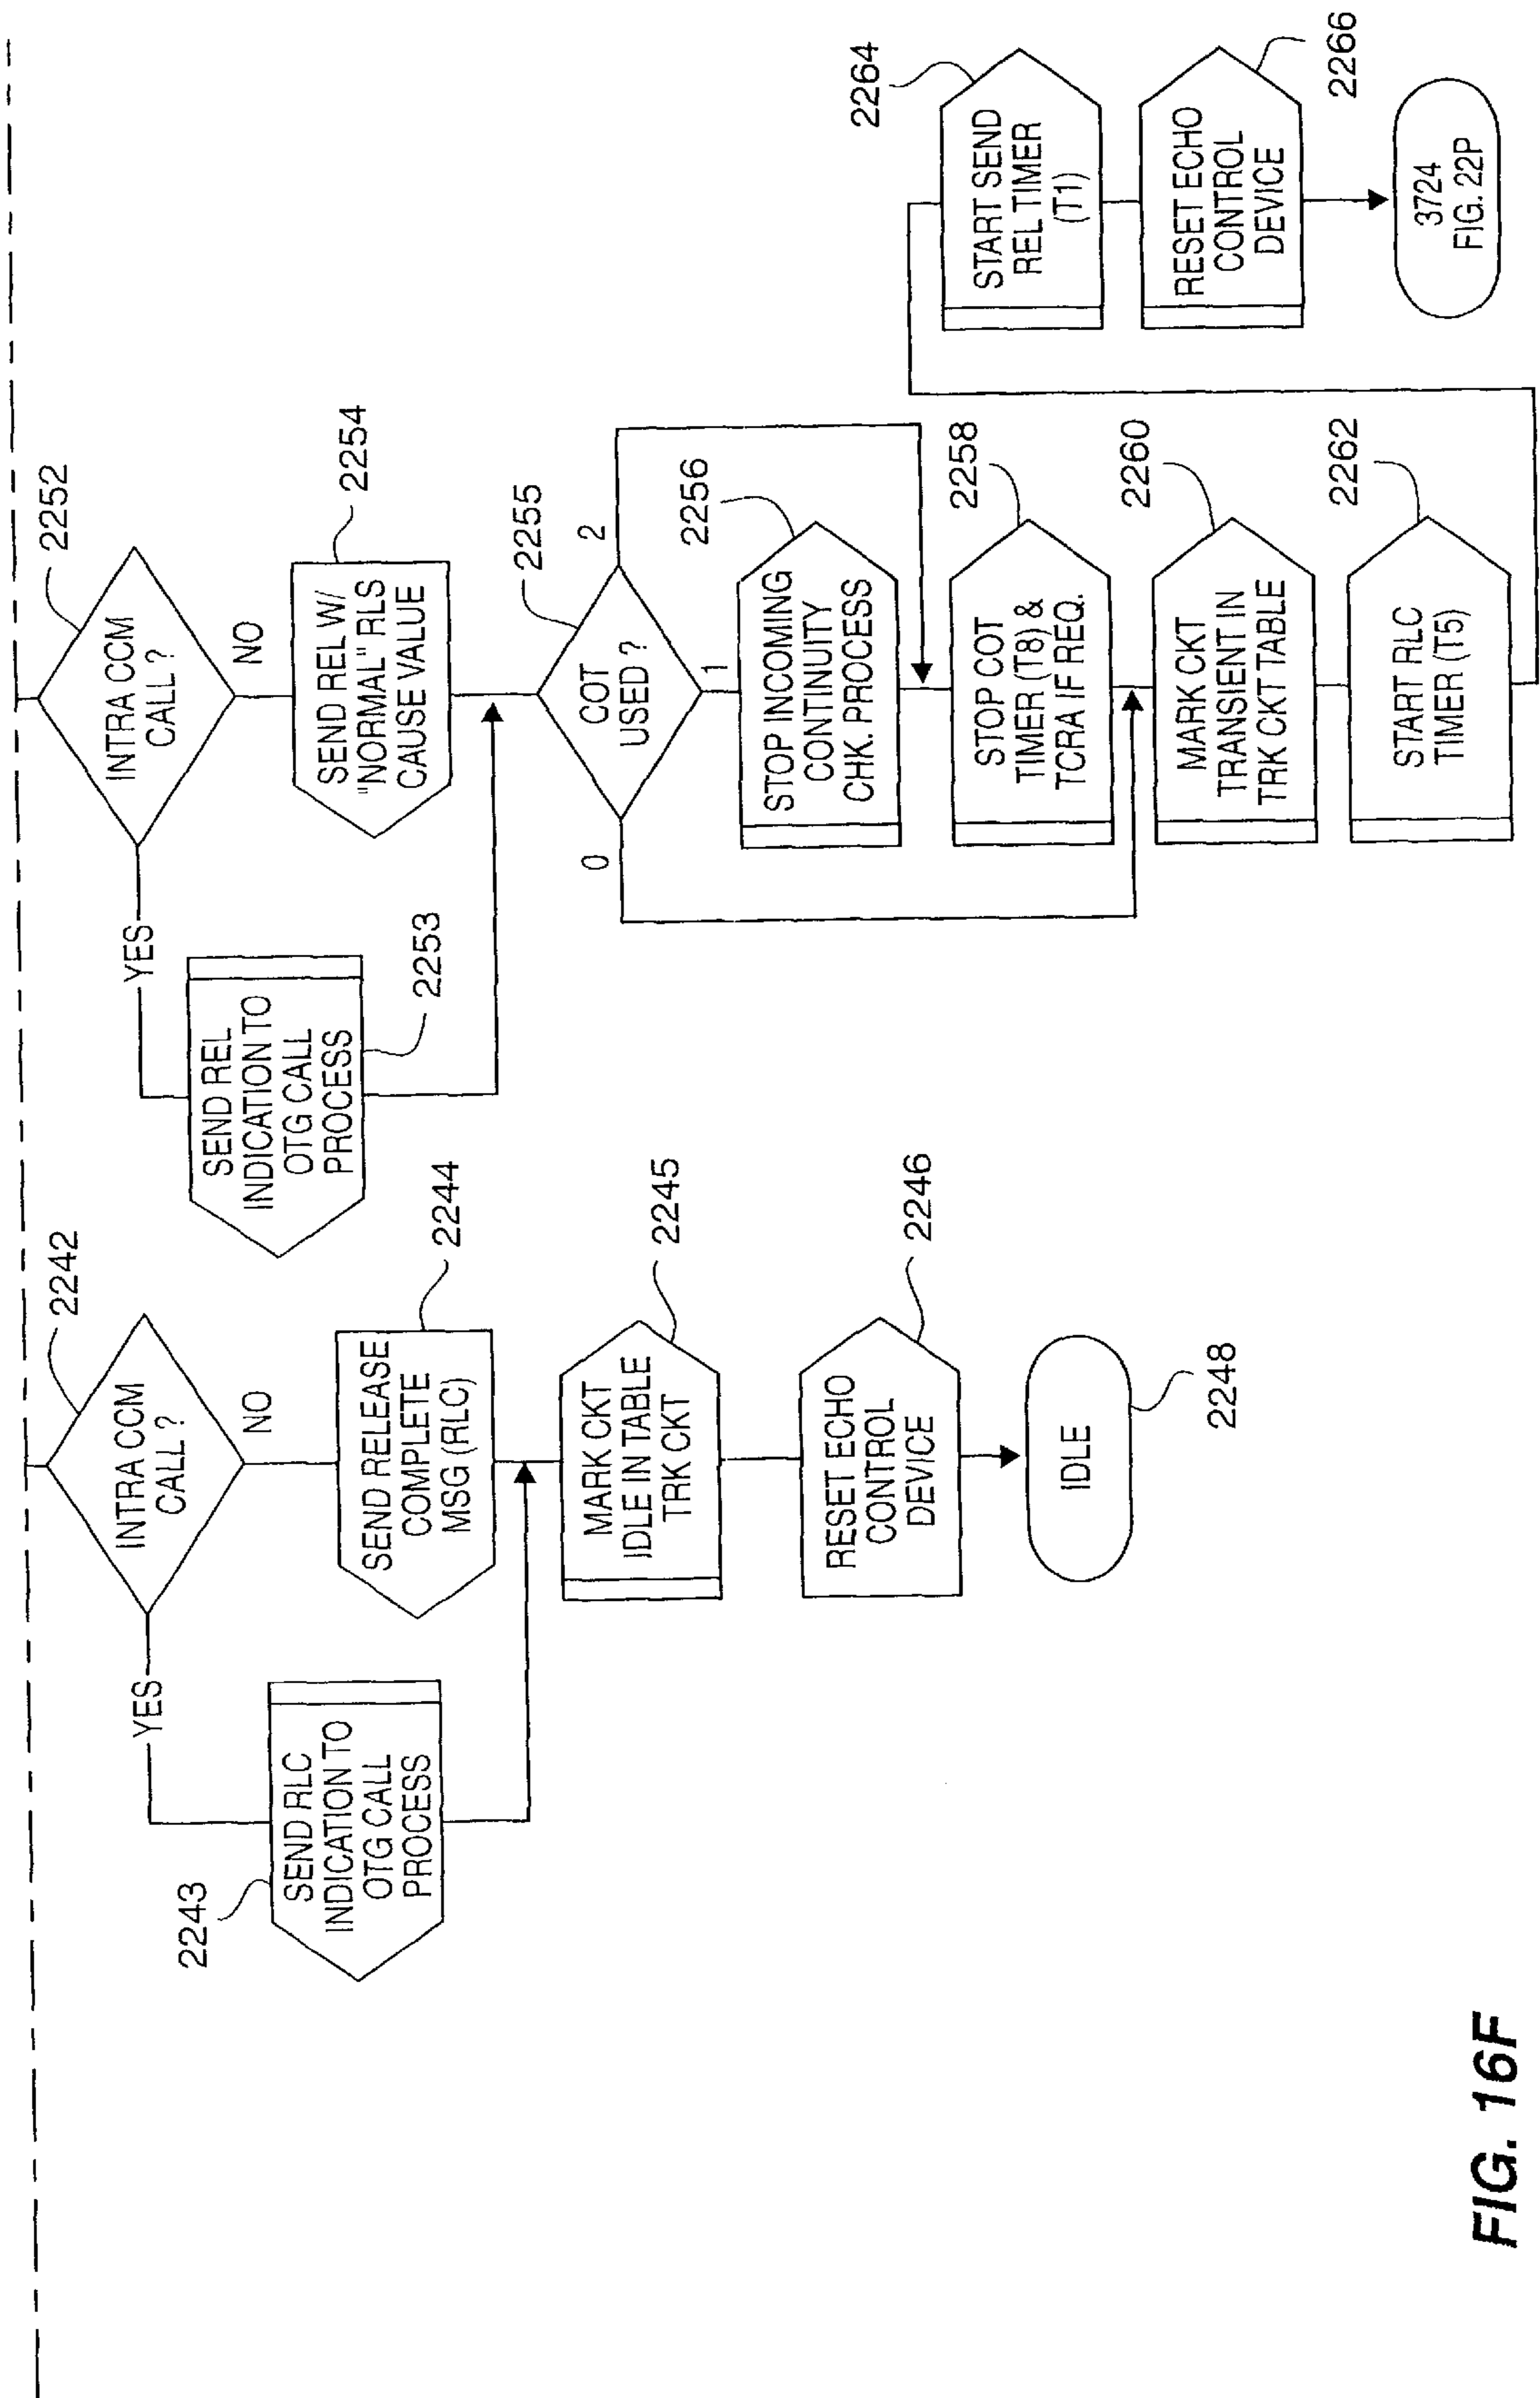 2242
INTRA CCM
CALL?
YES
NO
2243
SEND RLC
INDICATION TO
OTG CALL
PROCESS
2244
SEND RELEASE
COMPLETE
MSG (RLC)
2245
MARK CKT
IDLE IN TABLE
TRK CKT
2246
RESET ECHO
CONTROL
DEVICE
IDLE
2248
2252
INTRA CCM
CALL?
YES
NO
SEND REL
INDICATION TO
OTG CALL
PROCESS
2253
2254
SEND REL W/
"NORMAL" RLS
CAUSE VALUE
2255
COT
USED ?
0
1
2
2256
STOP INCOMING
CONTINUITY
CHK. PROCESS
2258
STOP COT
TIMER (T8) &
TCRA IF REQ.
2260
MARK CKT
TRANSIENT IN
TRK CKT TABLE
2262
START RLC
TIMER (T5)
2264
START SEND
REL TIMER
(T1)
RESET ECHO
CONTROL
DEVICE
2266
3724
FIG. 22P
FIG. 16F